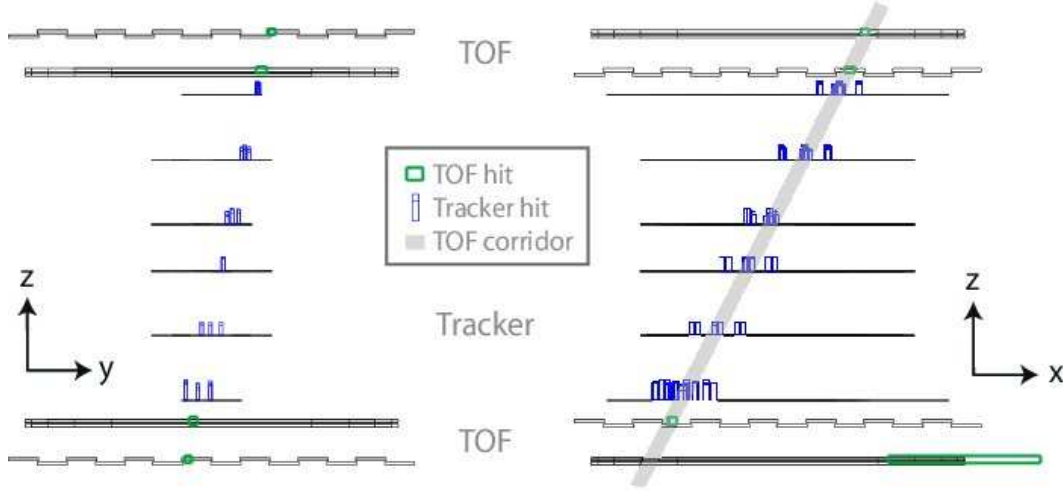 TOF
TOF hit
Tracker hit
TOF corridor
z
y
Tracker
z
x
TOF